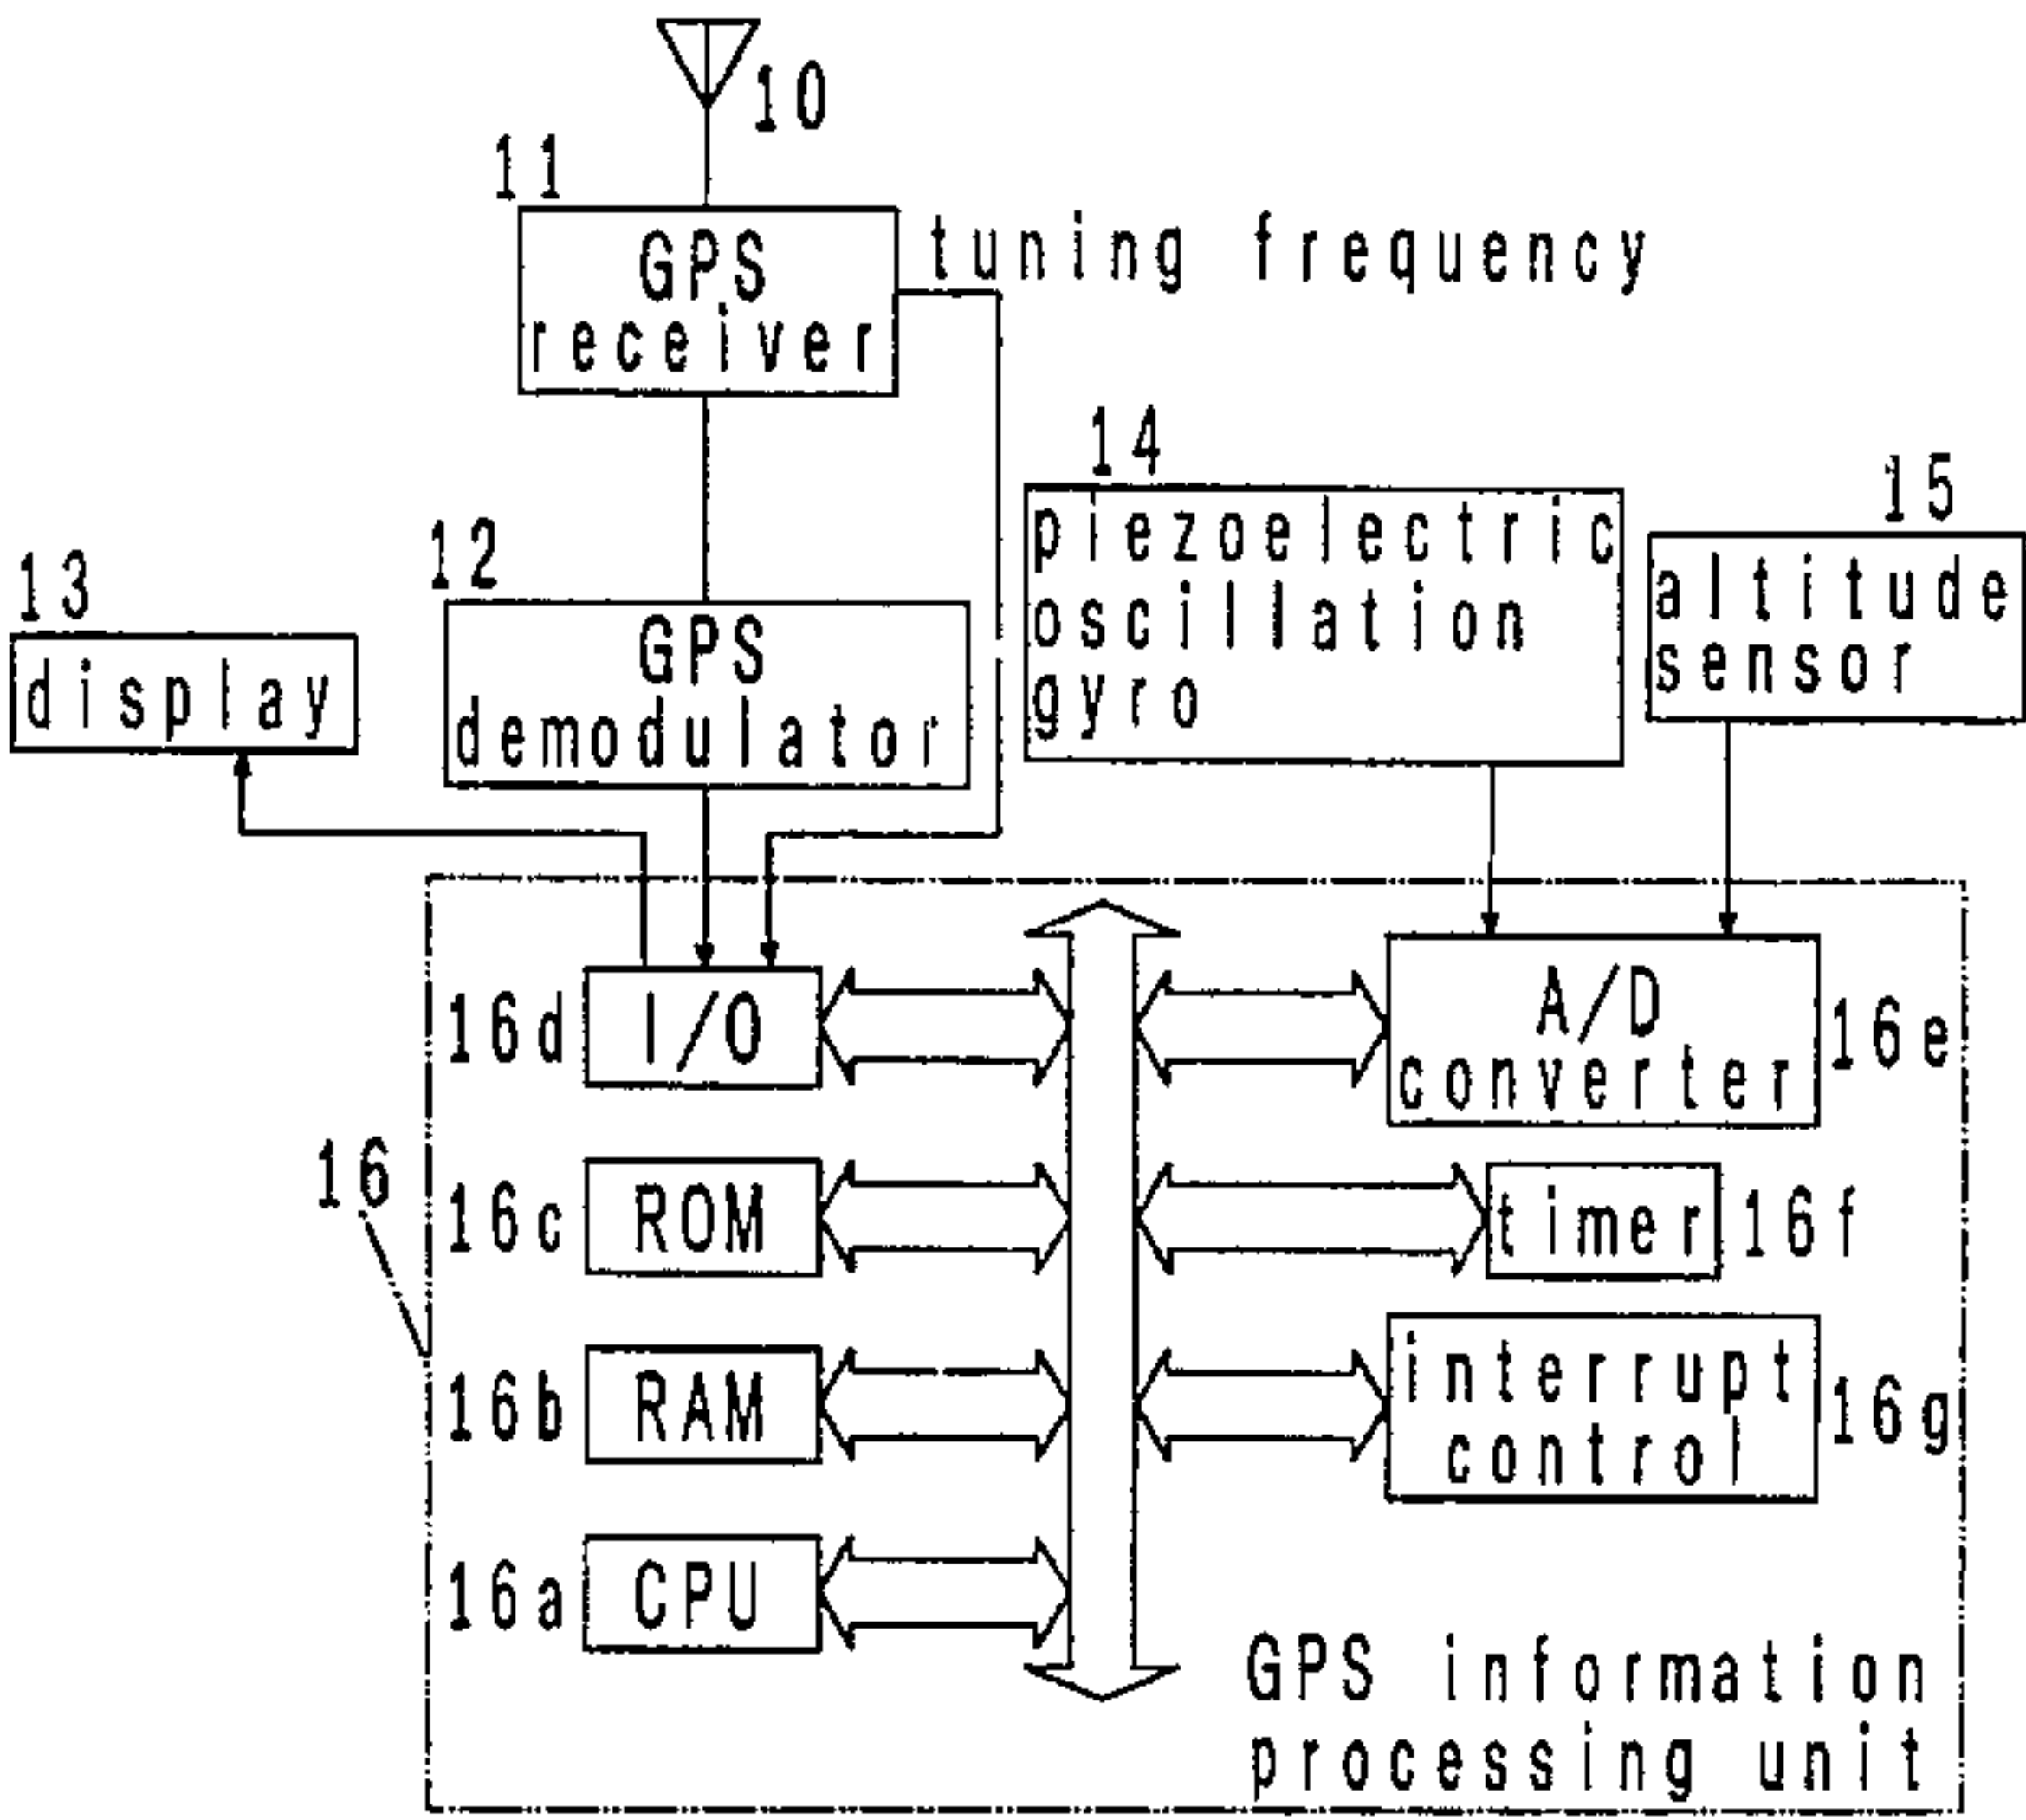 10
11
GPS
receiver
tuning frequency
14
piezoelectric
oscillation
gyro
15
altitude
sensor
12
GPS
demodulator
13
display
16d
I/O
A/D
converter
16e
16
16c
ROM
timer
16f
16b
RAM
interrupt
control
16g
16a
CPU
GPS information
processing unit